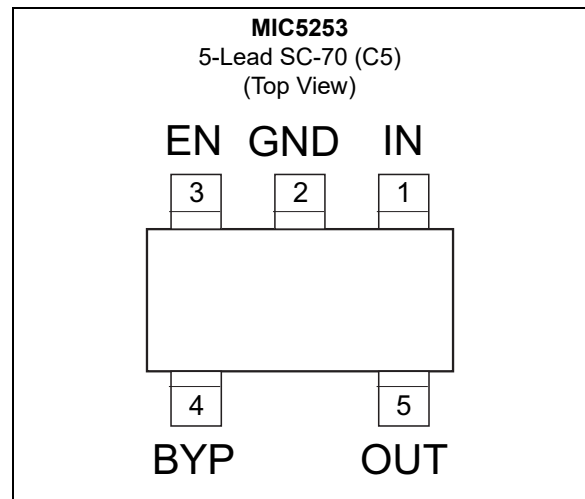 MIC5253
5-Lead SC-70 (C5)
(Top View)
EN GND IN
3 2 1
4 5
BYP OUT